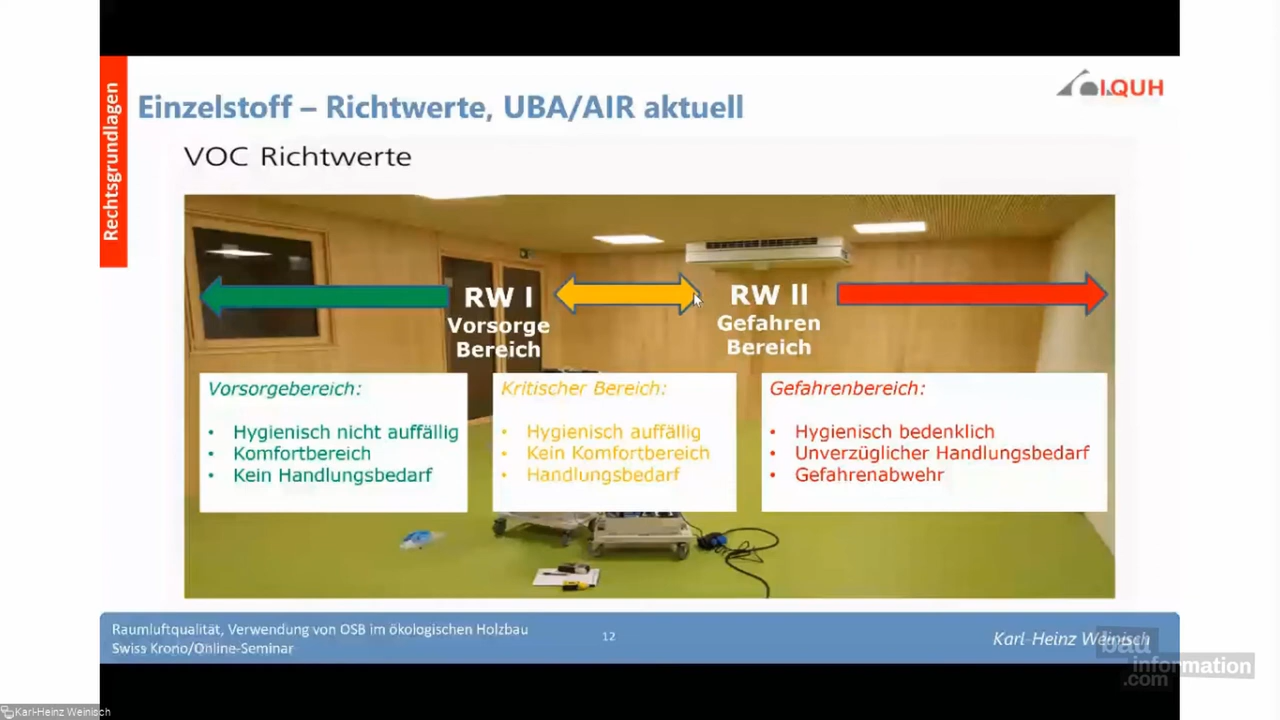 Rechtsgrundlagen
Einzelstoff – Richtwerte, UBA/AIR aktuell
I.QUH
VOC Richtwerte
RW I
Vorsorge
Bereich
RW II
Gefahren
Bereich
Vorsorgebereich:
• Hygienisch nicht auffällig
• Komfortbereich
• Kein Handlungsbedarf
Kritischer Bereich:
• Hygienisch auffällig
• Kein Komfortbereich
• Handlungsbedarf
Gefahrenbereich:
• Hygienisch bedenklich
• Unverzüglicher Handlungsbedarf
• Gefahrenabwehr
Raumluftqualität, Verwendung von OSB im ökologischen Holzbau
Swiss Krono/Online-Seminar
12
Karl-Heinz Weinisch
bau
information
.com
Karl-Heinz Weinisch